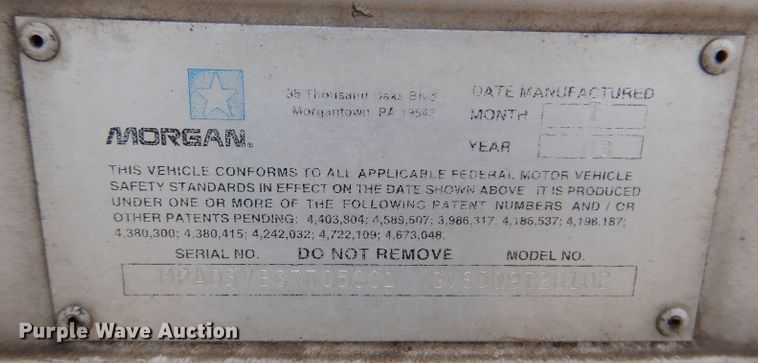 35 Thousand Oaks Blvd
Morgantown, PA 19543
DATE MANUFACTURED
MONTH
YEAR 03
MORGAN.
THIS VEHICLE CONFORMS TO ALL APPLICABLE FEDERAL MOTOR VEHICLE
SAFETY STANDARDS IN EFFECT ON THE DATE SHOWN ABOVE. IT IS PRODUCED
UNDER ONE OR MORE OF THE FOLLOWING PATENT NUMBERS AND / OR
OTHER PATENTS PENDING: 4,403,804; 4,589,507; 3,986,317; 4,186,537; 4,198,187;
4,380,300; 4,380,415; 4,242,032; 4,722,109; 4,673,048.
SERIAL NO. DO NOT REMOVE MODEL NO.
Purple Wave Auction
Purple Wave Auction